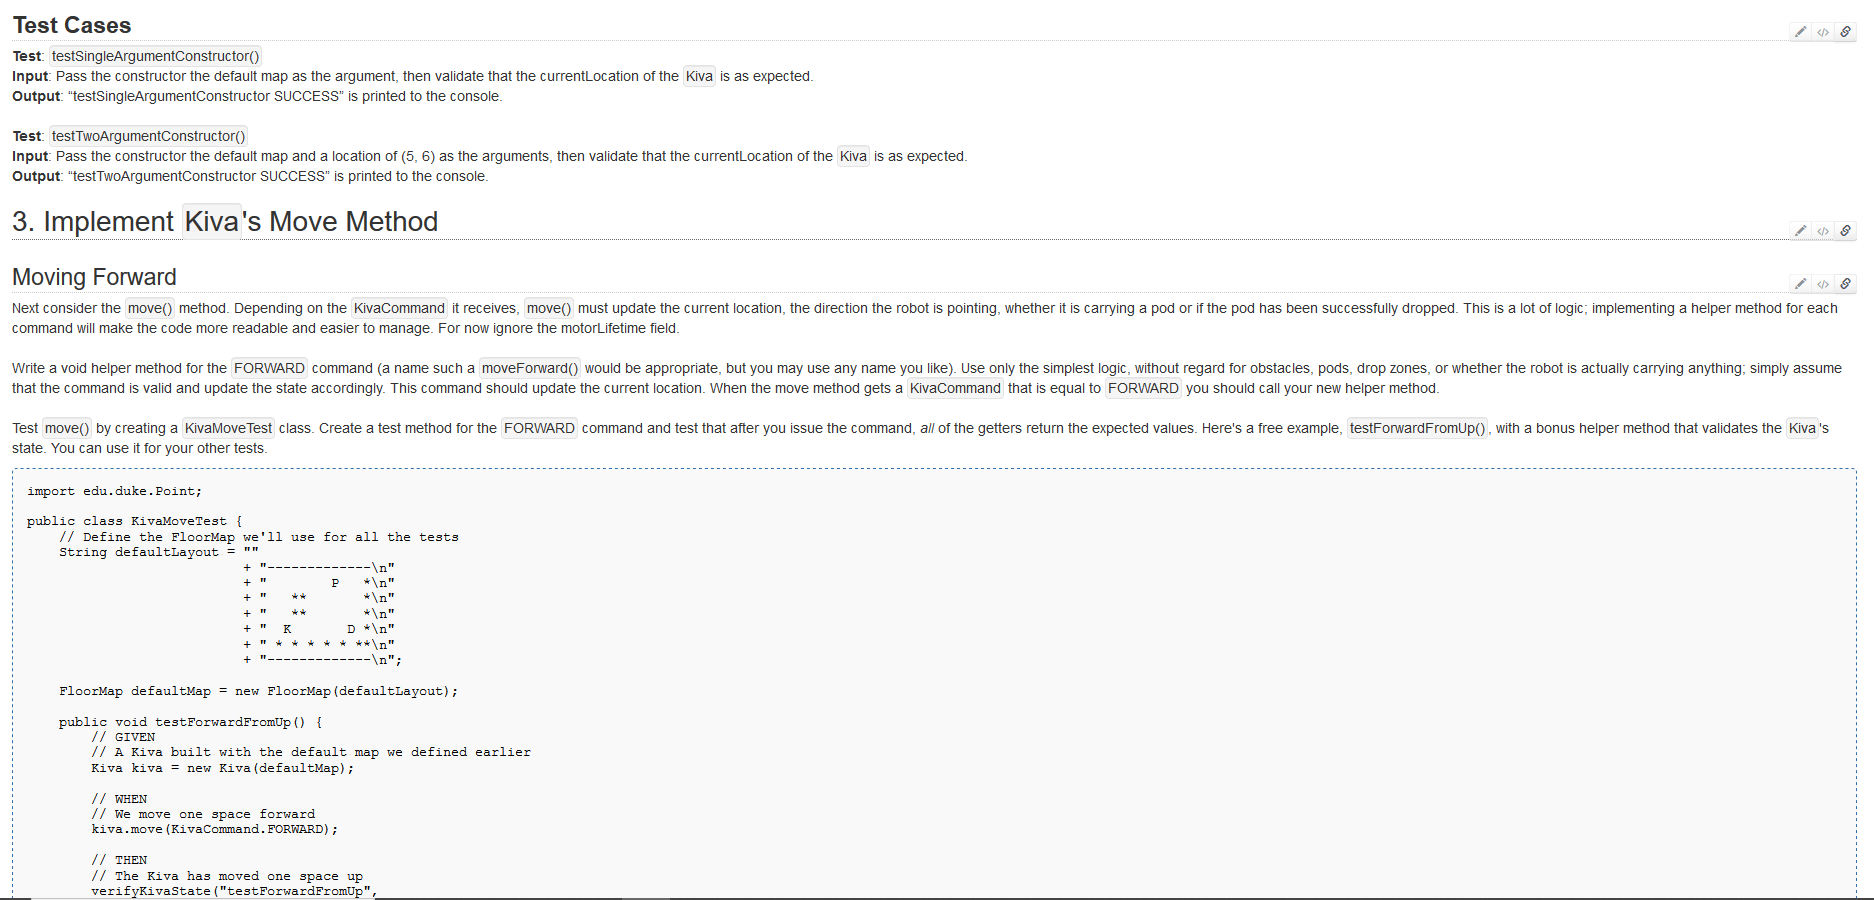 Test Cases
Test: testSingleArgumentConstructor()
Input: Pass the constructor the default map as the argument, then validate that the currentLocation of the Kiva is as expected.
Output: “testSingleArgumentConstructor SUCCESS” is printed to the console.
Test: testTwoArgumentConstructor()
Input: Pass the constructor the default map and a location of (5, 6) as the arguments, then validate that the currentLocation of the Kiva is as expected.
Output: “testTwoArgumentConstructor SUCCESS” is printed to the console.
3. Implement Kiva's Move Method
Moving Forward
Next consider the move() method. Depending on the KivaCommand it receives, move() must update the current location, the direction the robot is pointing, whether it is carrying a pod or if the pod has been successfully dropped. This is a lot of logic; implementing a helper method for each
command will make the code more readable and easier to manage. For now ignore the motorLifetime field.
Write a void helper method for the FORWARD command (a name such a moveForward() would be appropriate, but you may use any name you like). Use only the simplest logic, without regard for obstacles, pods, drop zones, or whether the robot is actually carrying anything; simply assume
that the command is valid and update the state accordingly. This command should update the current location. When the move method gets a KivaCommand that is equal to FORWARD you should call your new helper method.
Test move() by creating a KivaMoveTest class. Create a test method for the FORWARD command and test that after you issue the command, all of the getters return the expected values. Here's a free example, testForwardFromUp(), with a bonus helper method that validates the Kiva's
state. You can use it for your other tests.
import edu.duke.Point;
public class KivaMoveTest {
    // Define the FloorMap we'll use for all the tests
    String defaultLayout = ""
                           + "-------------\n"
                           + "        P   *\n"
                           + "   **       *\n"
                           + "   **       *\n"
                           + "  K       D *\n"
                           + " * * * * * **\n"
                           + "-------------\n";
    FloorMap defaultMap = new FloorMap(defaultLayout);
    public void testForwardFromUp() {
        // GIVEN
        // A Kiva built with the default map we defined earlier
        Kiva kiva = new Kiva(defaultMap);
        // WHEN
        // We move one space forward
        kiva.move(KivaCommand.FORWARD);
        // THEN
        // The Kiva has moved one space up
        verifyKivaState("testForwardFromUp",